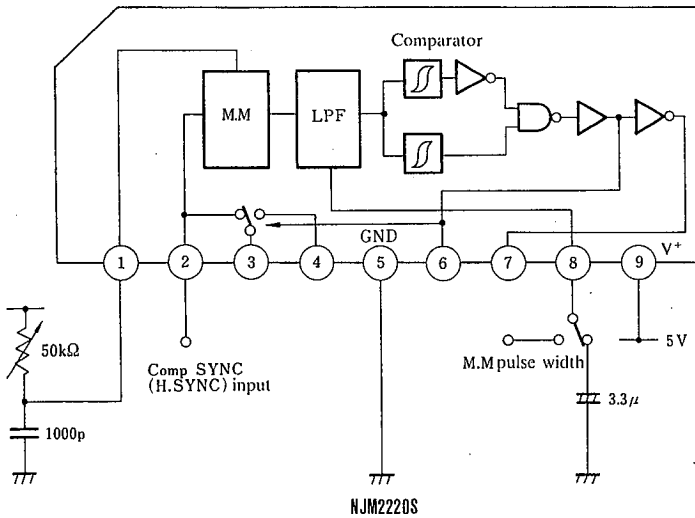 Comparator
M.M
LPF
GND
V+
1
2
3
4
5
6
7
8
9
50kΩ
1000p
Comp SYNC
(H.SYNC) input
M.M pulse width
5V
3.3μ
NJM2220S